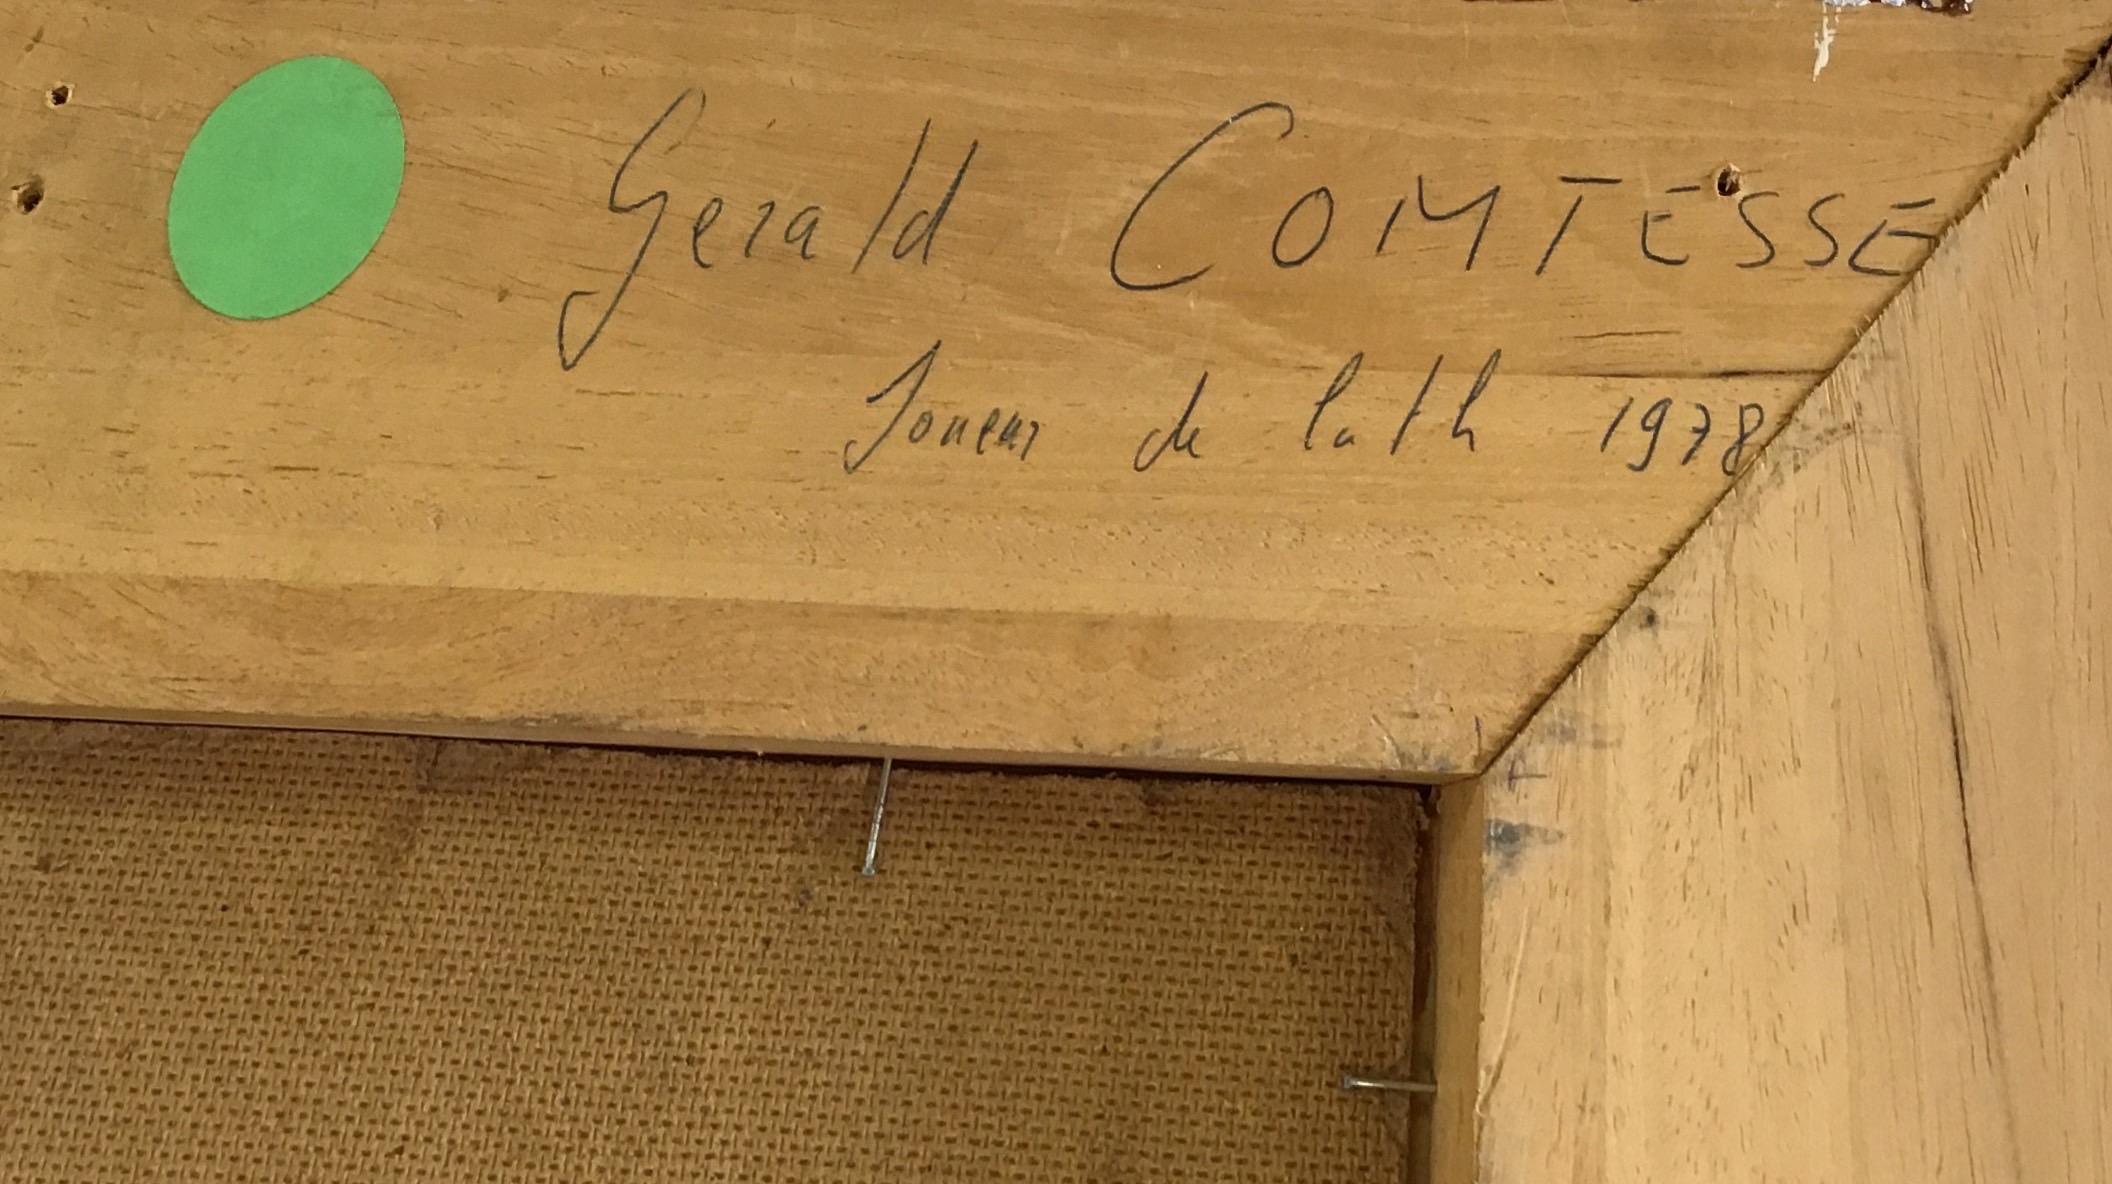 Gerald COMTESSE
Joueur de luth 1978